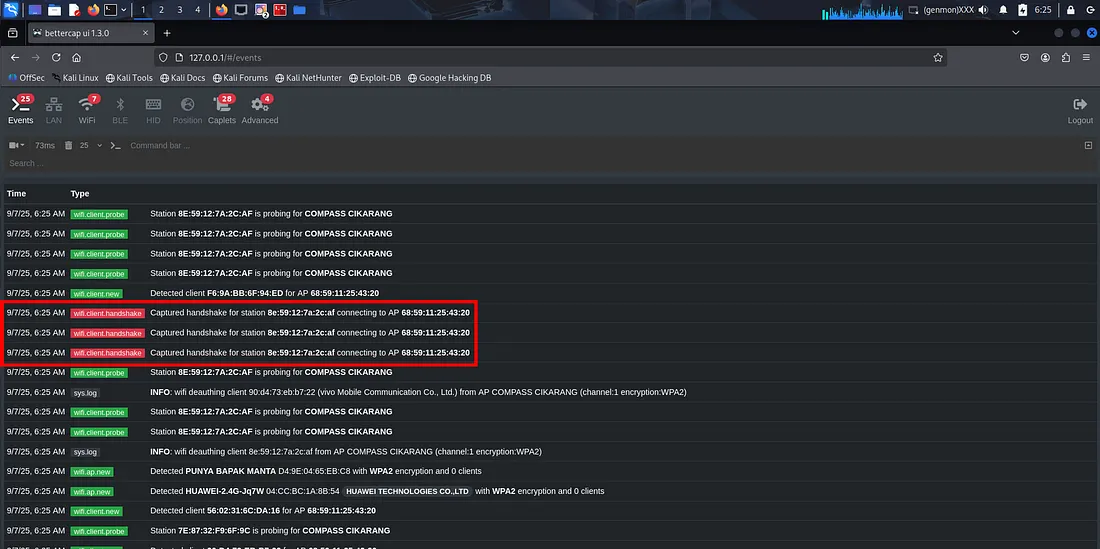 1 2 3 4 (genmon)XXX 6:25
bettercap ui 1.3.0
127.0.0.1/#/events
OffSec Kali Linux Kali Tools Kali Docs Kali Forums Kali NetHunter Exploit-DB Google Hacking DB
25 7 28 4
Events LAN WiFi BLE HID Position Caplets Advanced Logout
73ms 25 Command bar ...
Search ...
Time Type
9/7/25, 6:25 AM wifi.client.probe Station 8E:59:12:7A:2C:AF is probing for COMPASS CIKARANG
9/7/25, 6:25 AM wifi.client.probe Station 8E:59:12:7A:2C:AF is probing for COMPASS CIKARANG
9/7/25, 6:25 AM wifi.client.probe Station 8E:59:12:7A:2C:AF is probing for COMPASS CIKARANG
9/7/25, 6:25 AM wifi.client.probe Station 8E:59:12:7A:2C:AF is probing for COMPASS CIKARANG
9/7/25, 6:25 AM wifi.client.new Detected client F6:9A:BB:6F:94:ED for AP 68:59:11:25:43:20
9/7/25, 6:25 AM wifi.client.handshake Captured handshake for station 8e:59:12:7a:2c:af connecting to AP 68:59:11:25:43:20
9/7/25, 6:25 AM wifi.client.handshake Captured handshake for station 8e:59:12:7a:2c:af connecting to AP 68:59:11:25:43:20
9/7/25, 6:25 AM wifi.client.handshake Captured handshake for station 8e:59:12:7a:2c:af connecting to AP 68:59:11:25:43:20
9/7/25, 6:25 AM wifi.client.probe Station 8E:59:12:7A:2C:AF is probing for COMPASS CIKARANG
9/7/25, 6:25 AM sys.log INFO: wifi deauthing client 90:d4:73:eb:b7:22 (vivo Mobile Communication Co., Ltd.) from AP COMPASS CIKARANG (channel:1 encryption:WPA2)
9/7/25, 6:25 AM wifi.client.probe Station 8E:59:12:7A:2C:AF is probing for COMPASS CIKARANG
9/7/25, 6:25 AM wifi.client.probe Station 8E:59:12:7A:2C:AF is probing for COMPASS CIKARANG
9/7/25, 6:25 AM sys.log INFO: wifi deauthing client 8e:59:12:7a:2c:af from AP COMPASS CIKARANG (channel:1 encryption:WPA2)
9/7/25, 6:25 AM wifi.ap.new Detected PUNYA BAPAK MANTA D4:9E:04:65:EB:C8 with WPA2 encryption and 0 clients
9/7/25, 6:25 AM wifi.ap.new Detected HUAWEI-2.4G-Jq7W 04:CC:BC:1A:8B:54 HUAWEI TECHNOLOGIES CO.,LTD with WPA2 encryption and 0 clients
9/7/25, 6:25 AM wifi.client.new Detected client 56:02:31:6C:DA:16 for AP 68:59:11:25:43:20
9/7/25, 6:25 AM wifi.client.probe Station 7E:87:32:F9:6F:9C is probing for COMPASS CIKARANG